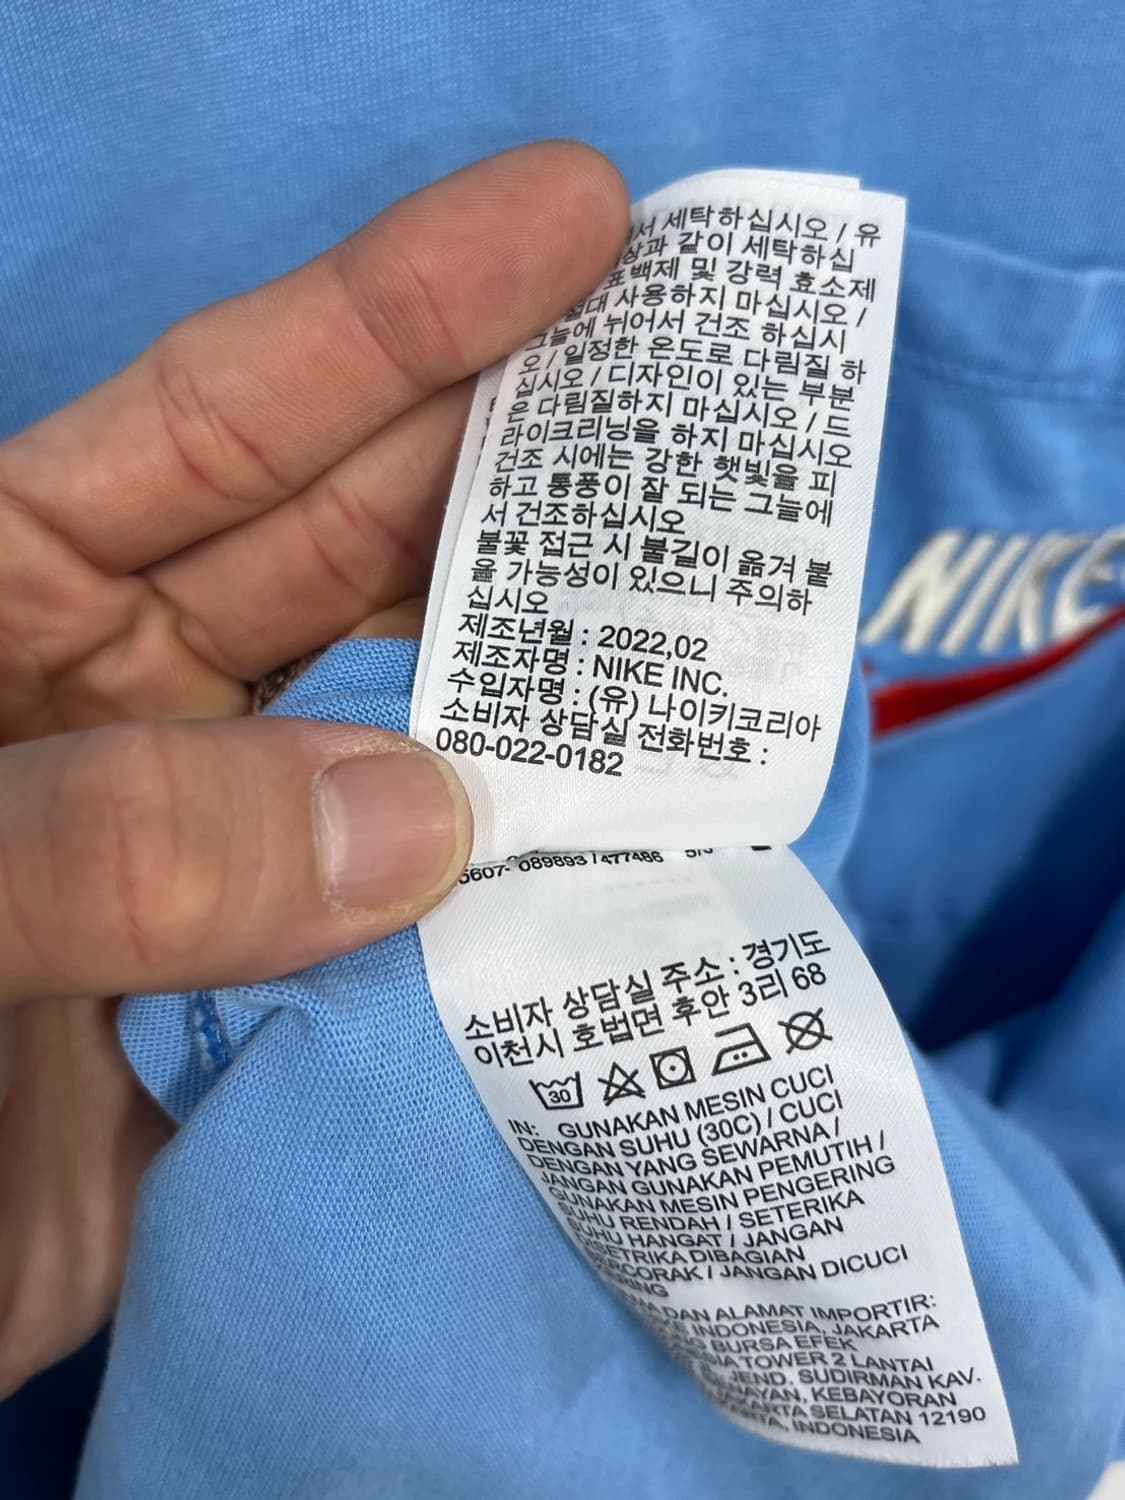 세탁하십시오 / 유
같이 세탁하십
표백제 및 강력 효소제
절대 사용하지 마십시오 /
그늘에 뉘어서 건조 하십시
오 / 일정한 온도로 다림질 하
십시오 / 디자인이 있는 부분
은 다림질하지 마십시오 / 드
라이크리닝을 하지 마십시오
건조 시에는 강한 햇빛을 피
하고 통풍이 잘 되는 그늘에
서 건조하십시오
불꽃 접근 시 불길이 옮겨 붙
을 가능성이 있으니 주의하
십시오
제조년월 : 2022,02
제조자명 : NIKE INC.
수입자명 : (유) 나이키코리아
소비자 상담실 전화번호 :
080-022-0182
NIKE
089893 / 477486
소비자 상담실 주소 : 경기도
이천시 호법면 후안 3리 68
30
IN: GUNAKAN MESIN CUCI
DENGAN SUHU (30C) / CUCI
DENGAN YANG SEWARNA /
JANGAN GUNAKAN PEMUTIH /
GUNAKAN MESIN PENGERING
SUHU RENDAH / SETERIKA
SUHU HANGAT / JANGAN
DISETRIKA DIBAGIAN
BERCORAK / JANGAN DICUCI
DAN ALAMAT IMPORTIR:
INDONESIA, JAKARTA
BURSA EFEK
TOWER 2 LANTAI
JEND. SUDIRMAN KAV.
KEBAYORAN
SELATAN 12190
INDONESIA